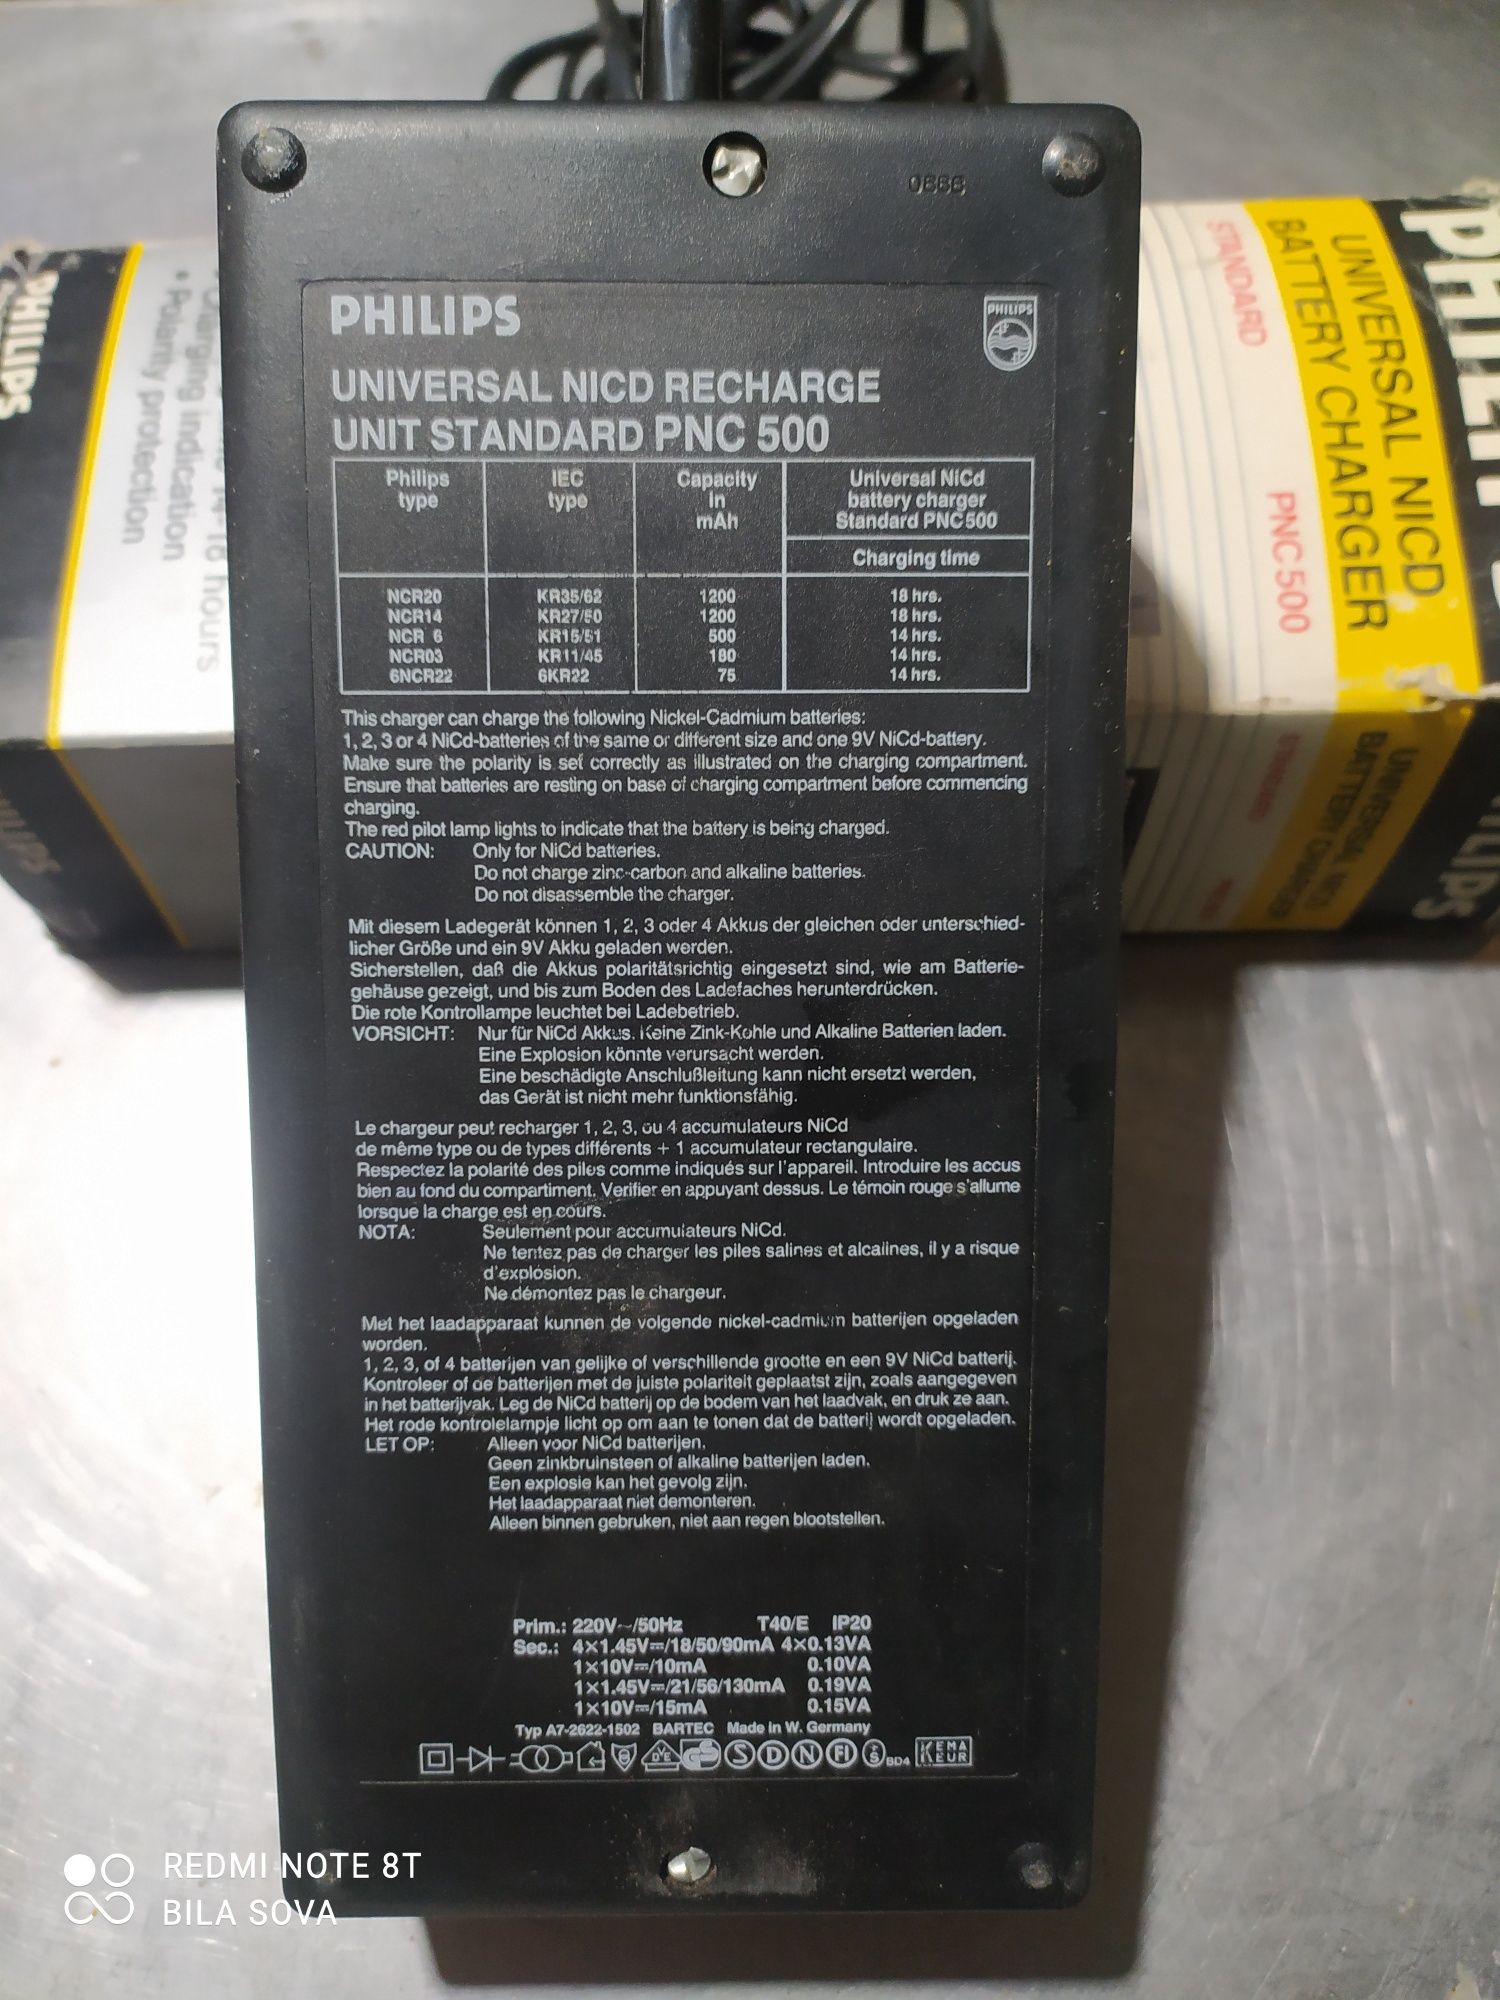 0666
PHILIPS
PHILIPS
UNIVERSAL NICD RECHARGE
UNIT STANDARD PNC 500
Philips type | IEC type | Capacity in mAh | Universal NiCd battery charger Standard PNC500
Charging time
NCR20 KR35/62 1200 18 hrs.
NCR14 KR27/50 1200 18 hrs.
NCR 6 KR15/51 500 14 hrs.
NCR03 KR11/45 180 14 hrs.
6NCR22 6KR22 75 14 hrs.
This charger can charge the following Nickel-Cadmium batteries:
1, 2, 3 or 4 NiCd-batteries of the same or different size and one 9V NiCd-battery.
Make sure the polarity is set correctly as illustrated on the charging compartment.
Ensure that batteries are resting on base of charging compartment before commencing
charging.
The red pilot lamp lights to indicate that the battery is being charged.
CAUTION: Only for NiCd batteries.
Do not charge zinc-carbon and alkaline batteries.
Do not disassemble the charger.
Mit diesem Ladegerät können 1, 2, 3 oder 4 Akkus der gleichen oder unterschied-
licher Größe und ein 9V Akku geladen werden.
Sicherstellen, daß die Akkus polaritätsrichtig eingesetzt sind, wie am Batterie-
gehäuse gezeigt, und bis zum Boden des Ladefaches herunterdrücken.
Die rote Kontrollampe leuchtet bei Ladebetrieb.
VORSICHT: Nur für NiCd Akkus. Keine Zink-Kohle und Alkaline Batterien laden.
Eine Explosion könnte verursacht werden.
Eine beschädigte Anschlußleitung kann nicht ersetzt werden,
das Gerät ist nicht mehr funktionsfähig.
Le chargeur peut recharger 1, 2, 3, ou 4 accumulateurs NiCd
de même type ou de types différents + 1 accumulateur rectangulaire.
Respectez la polarité des piles comme indiqués sur l'appareil. Introduire les accus
bien au fond du compartiment. Verifier en appuyant dessus. Le témoin rouge s'allume
lorsque la charge est en cours.
NOTA: Seulement pour accumulateurs NiCd.
Ne tentez pas de charger les piles salines et alcalines, il y a risque
d'explosion.
Ne démontez pas le chargeur.
Met het laadapparaat kunnen de volgende nickel-cadmium batterijen opgeladen
worden.
1, 2, 3, of 4 batterijen van gelijke of verschillende grootte en een 9V NiCd batterij.
Kontroleer of de batterijen met de juiste polariteit geplaatst zijn, zoals aangegeven
in het batterijvak. Leg de NiCd batterij op de bodem van het laadvak, en druk ze aan.
Het rode kontrolelampje licht op om aan te tonen dat de batterij wordt opgeladen.
LET OP: Alleen voor NiCd batterijen.
Geen zinkbruinsteen of alkaline batterijen laden.
Een explosie kan het gevolg zijn.
Het laadapparaat niet demonteren.
Alleen binnen gebruken, niet aan regen blootstellen.
Prim.: 220V~/50Hz T40/E IP20
Sec.: 4×1.45V⎓/18/50/90mA 4×0.13VA
1×10V⎓/10mA 0.10VA
1×1.45V⎓/21/56/130mA 0.19VA
1×10V⎓/15mA 0.15VA
Typ A7-2622-1502 BARTEC Made in W. Germany
VDE GS S D N FI +S BD4 KEMA KEUR
PHILIPS
14-16 hours
• Charging indication
• Polarity protection
PHILIPS
PHILIPS
UNIVERSAL NICD
BATTERY CHARGER
STANDARD PNC500
UNIVERSAL NICD
BATTERY CHARGER
STANDARD
PHILIPS
REDMI NOTE 8T
BILA SOVA